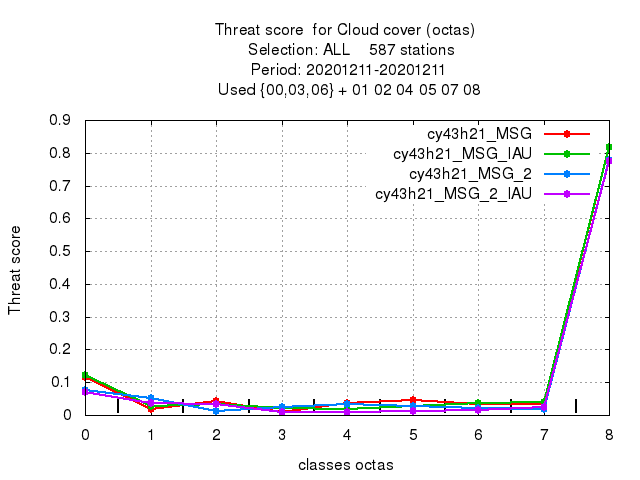 Threat score  for Cloud cover (octas)
Selection: ALL    587 stations
Period: 20201211-20201211
Used {00,03,06} + 01 02 04 05 07 08
0.9
0.8
0.7
0.6
0.5
0.4
0.3
0.2
0.1
0
Threat score
cy43h21_MSG
cy43h21_MSG_IAU
cy43h21_MSG_2
cy43h21_MSG_2_IAU
0 1 2 3 4 5 6 7 8
classes octas